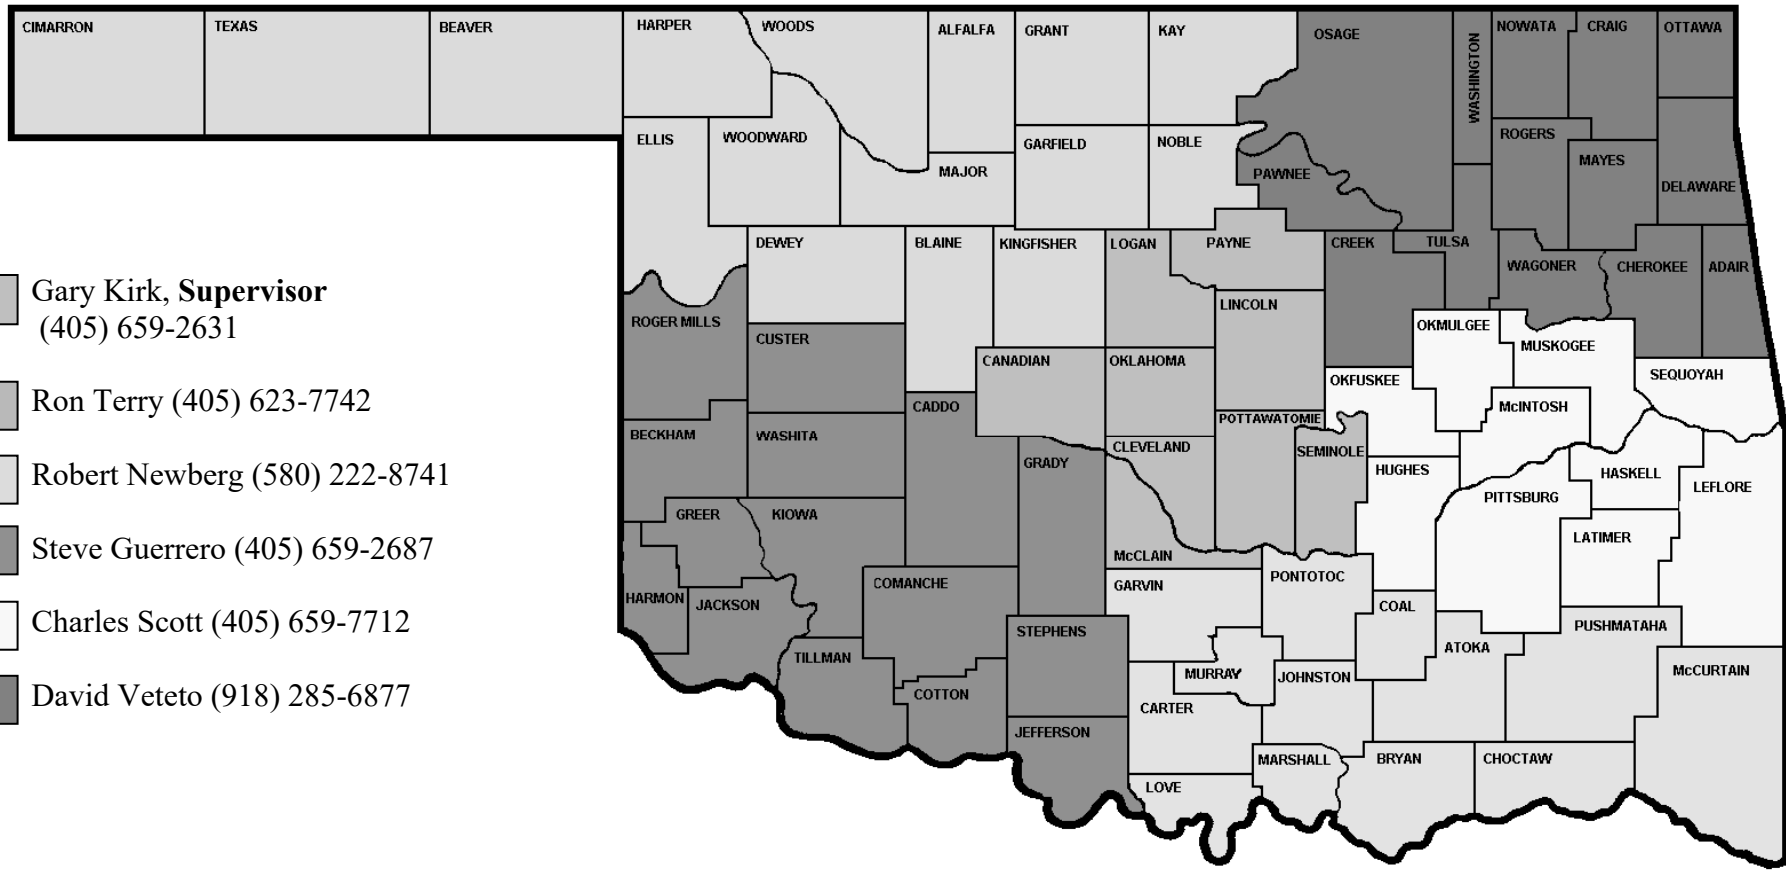 CIMARRON
TEXAS
BEAVER
HARPER
WOODS
ALFALFA
GRANT
KAY
OSAGE
WASHINGTON
NOWATA
CRAIG
OTTAWA
ELLIS
WOODWARD
MAJOR
GARFIELD
NOBLE
PAWNEE
ROGERS
MAYES
DELAWARE
DEWEY
BLAINE
KINGFISHER
LOGAN
PAYNE
CREEK
TULSA
WAGONER
CHEROKEE
ADAIR
Gary Kirk, Supervisor
(405) 659-2631
Ron Terry (405) 623-7742
Robert Newberg (580) 222-8741
Steve Guerrero (405) 659-2687
Charles Scott (405) 659-7712
David Veteto (918) 285-6877
ROGER MILLS
CUSTER
CANADIAN
OKLAHOMA
LINCOLN
OKMULGEE
MUSKOGEE
SEQUOYAH
OKFUSKEE
McINTOSH
BECKHAM
WASHITA
CADDO
GRADY
CLEVELAND
POTTAWATOMIE
SEMINOLE
HUGHES
PITTSBURG
HASKELL
LEFLORE
GREER
KIOWA
McCLAIN
LATIMER
HARMON
JACKSON
COMANCHE
GARVIN
PONTOTOC
COAL
PUSHMATAHA
TILLMAN
STEPHENS
ATOKA
MURRAY
JOHNSTON
McCURTAIN
COTTON
CARTER
JEFFERSON
MARSHALL
BRYAN
CHOCTAW
LOVE